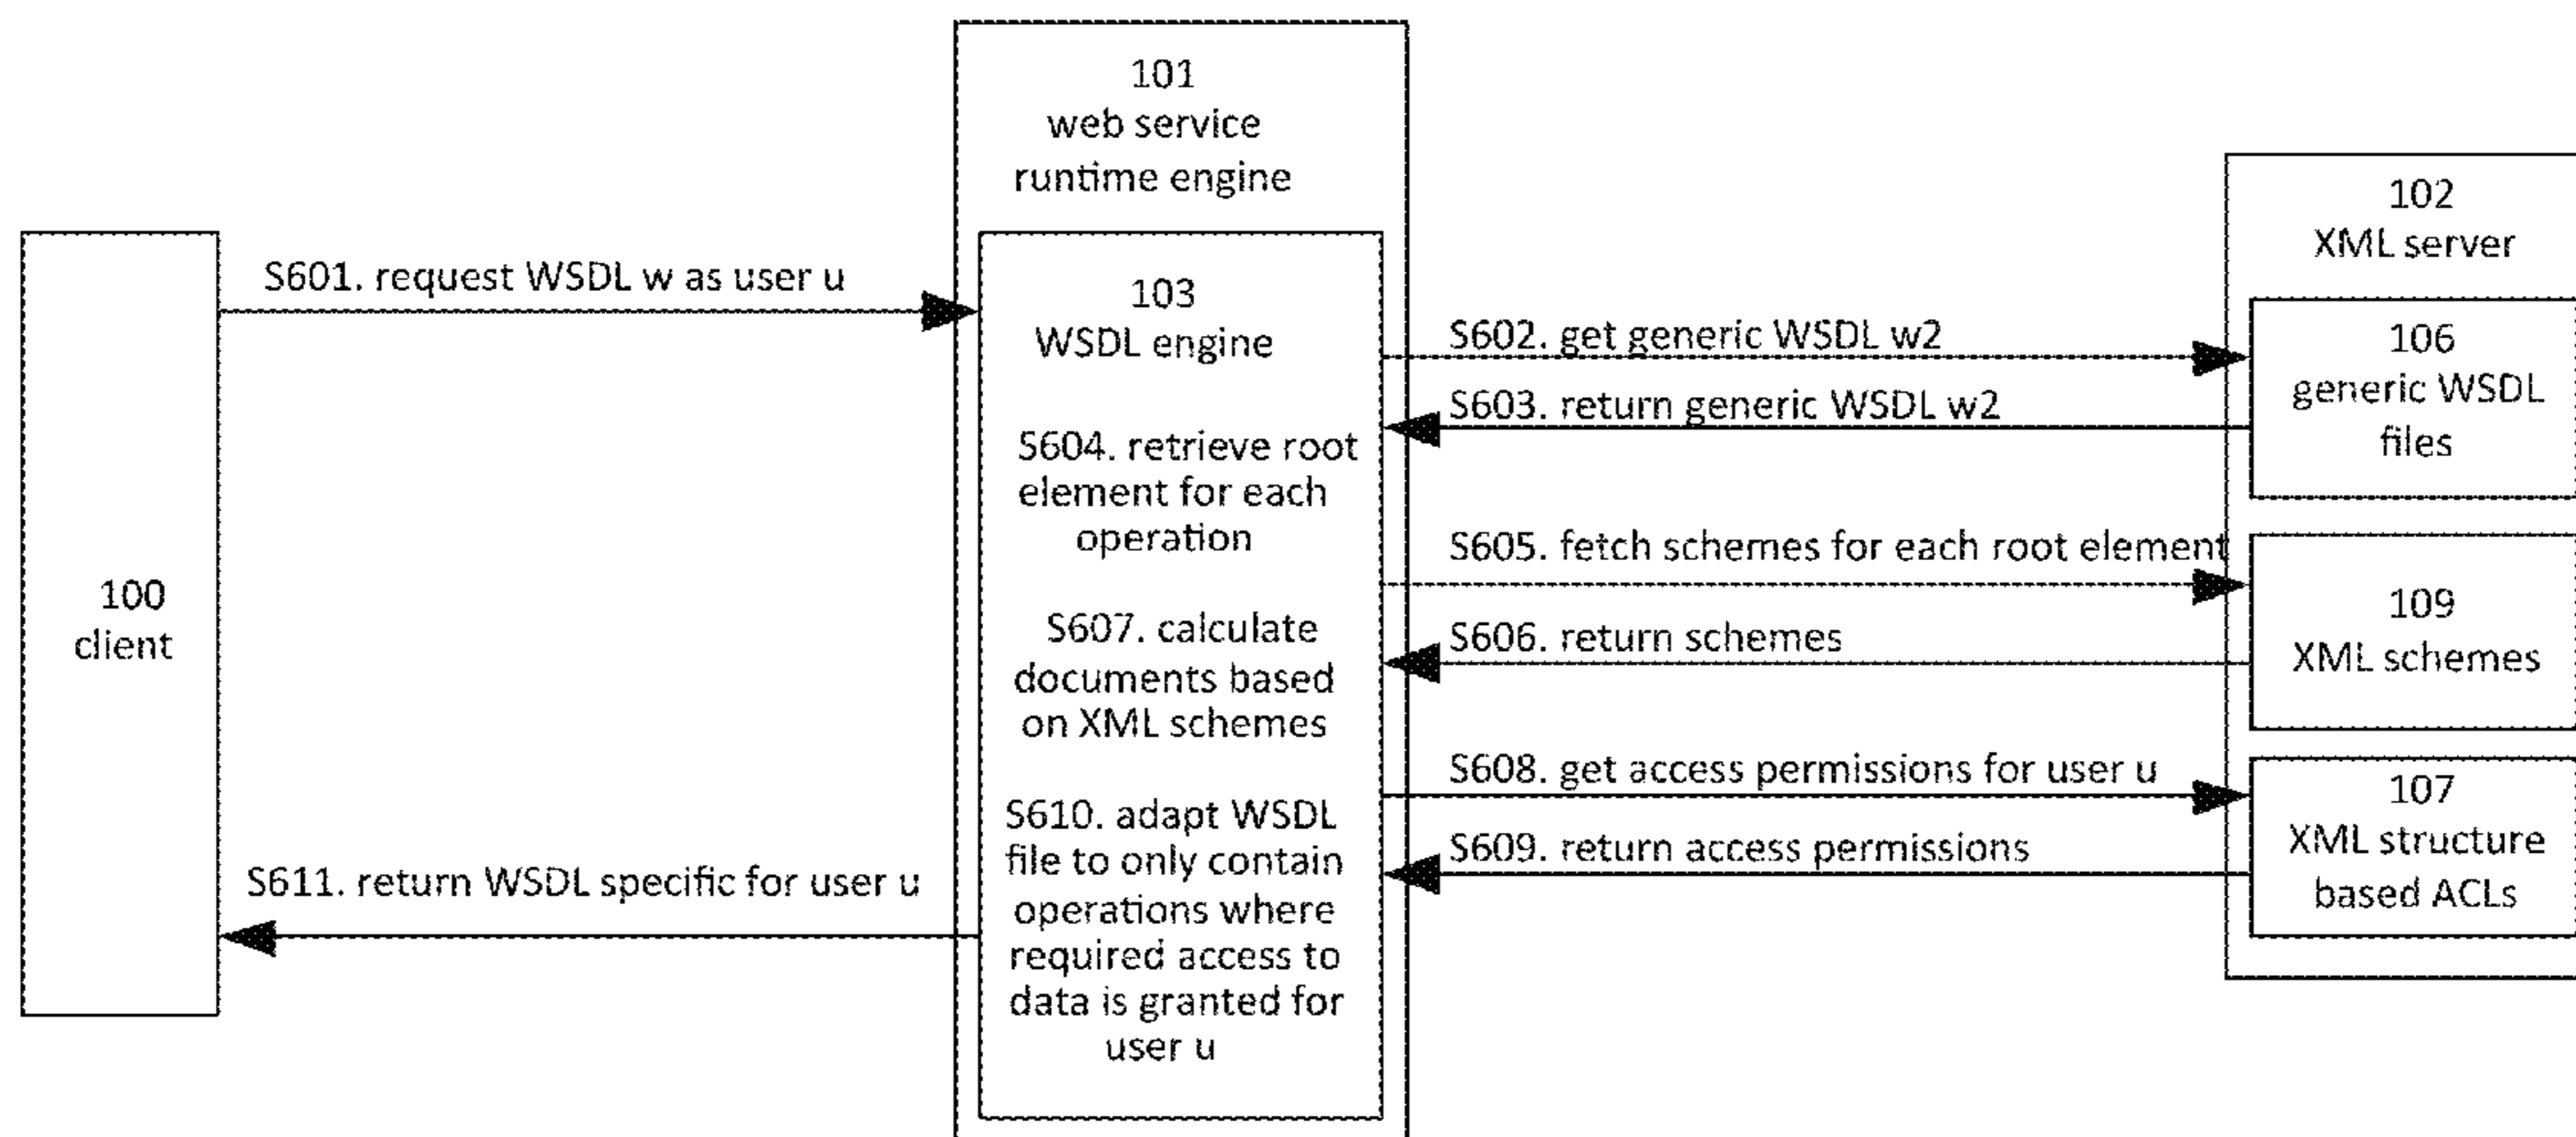 100
client
S601. request WSDL w as user u
S611. return WSDL specific for user u
101
web service
runtime engine
103
WSDL engine
S604. retrieve root
element for each
operation
S607. calculate
documents based
on XML schemes
S610. adapt WSDL
file to only contain
operations where
required access to
data is granted for
user u
S602. get generic WSDL w2
S603. return generic WSDL w2
S605. fetch schemes for each root element
S606. return schemes
S608. get access permissions for user u
S609. return access permissions
102
XML server
106
generic WSDL
files
109
XML schemes
107
XML structure
based ACLs